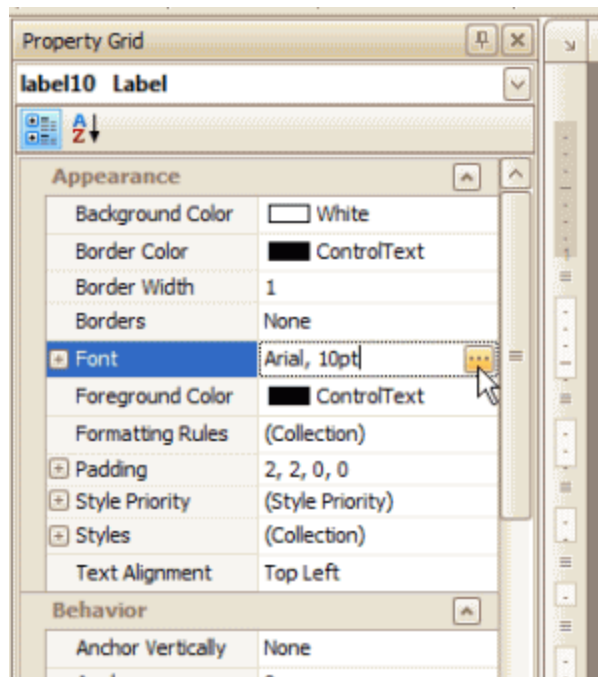 Property Grid
label10 Label
A
Z
Appearance
Background Color White
Border Color ControlText
Border Width 1
Borders None
Font Arial, 10pt
Foreground Color ControlText
Formatting Rules (Collection)
Padding 2, 2, 0, 0
Style Priority (Style Priority)
Styles (Collection)
Text Alignment Top Left
Behavior
Anchor Vertically None